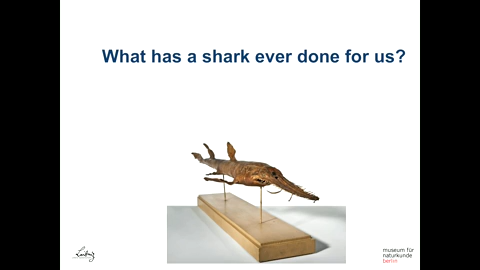 What has a shark ever done for us?
museum für
naturkunde
berlin